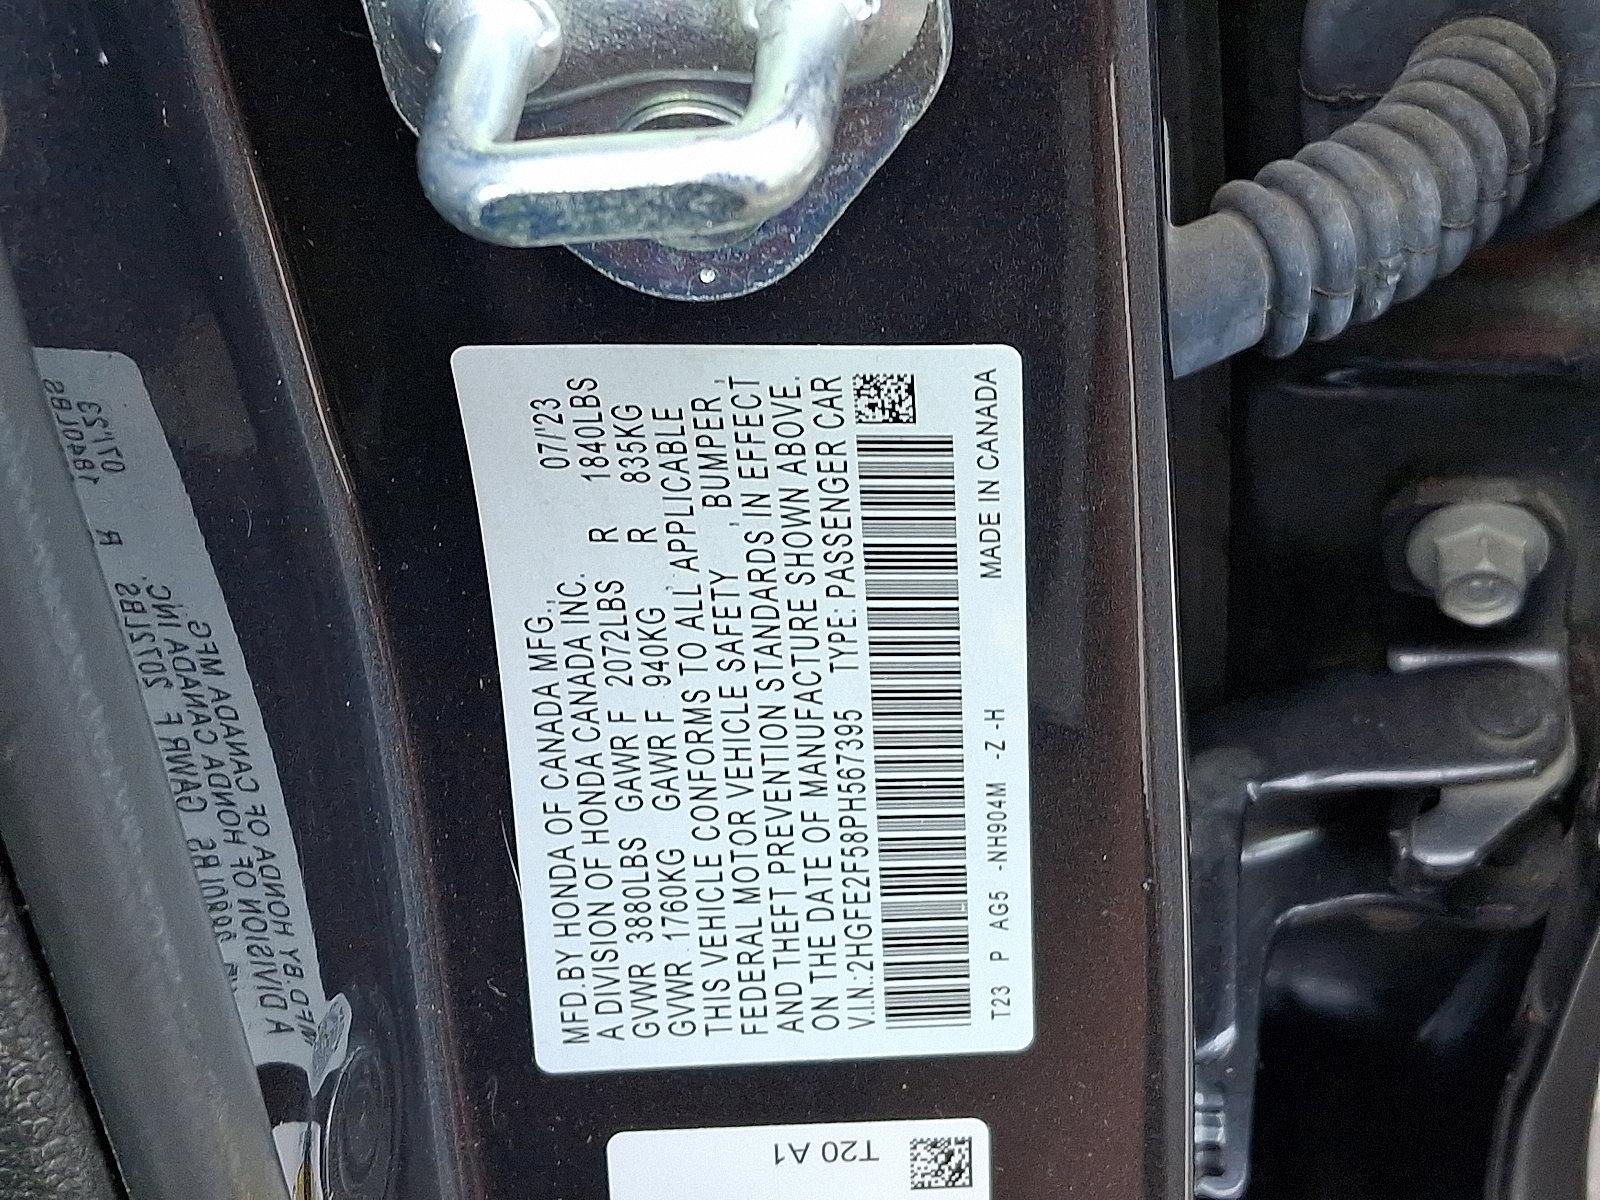 MFD.BY HONDA OF CANADA MFG.,
A DIVISION OF HONDA CANADA INC. 07/'23
GVWR 3880LBS GAWR F 2072LBS R 1840LBS
GVWR 1760KG GAWR F 940KG R 835KG
THIS VEHICLE CONFORMS TO ALL APPLICABLE
FEDERAL MOTOR VEHICLE SAFETY , BUMPER,
AND THEFT PREVENTION STANDARDS IN EFFECT
ON THE DATE OF MANUFACTURE SHOWN ABOVE.
V.I.N.:2HGFE2F58PH567395 TYPE: PASSENGER CAR
T23 P AG5 -NH904M -Z -H MADE IN CANADA
T20 A1